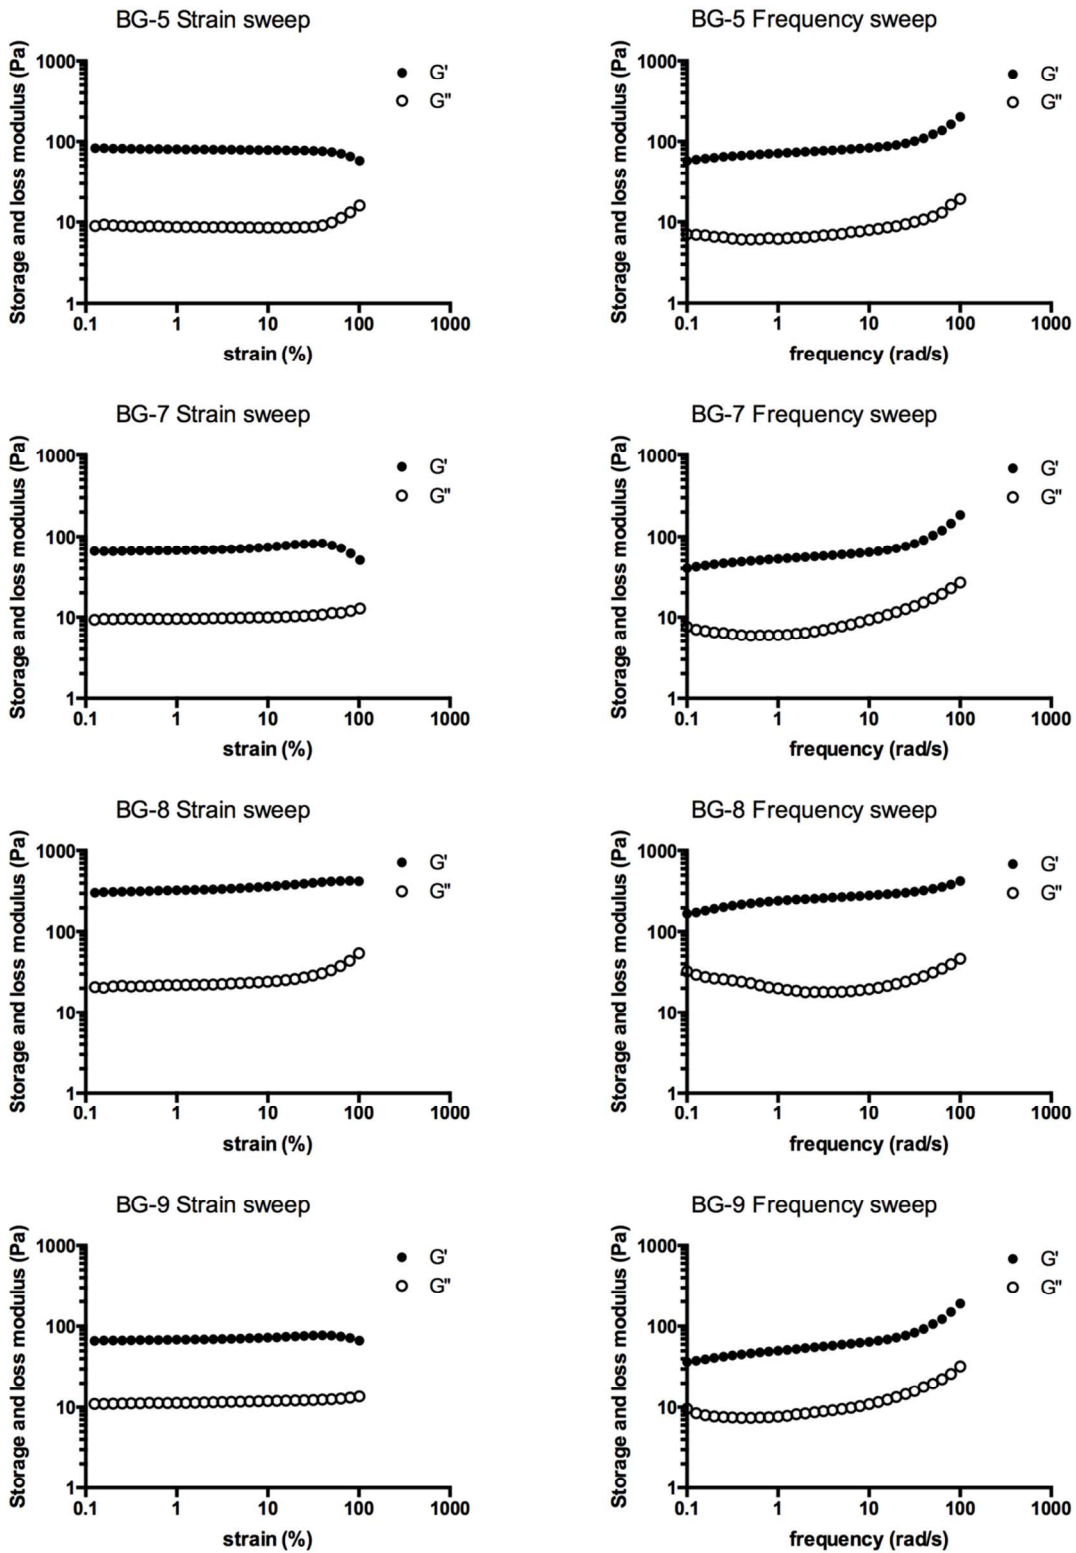 BG-5 Strain sweep
Storage and loss modulus (Pa)
1000
100
10
1
0.1 1 10 100 1000
strain (%)
G'
G"
BG-5 Frequency sweep
Storage and loss modulus (Pa)
1000
100
10
1
0.1 1 10 100 1000
frequency (rad/s)
G'
G"
BG-7 Strain sweep
Storage and loss modulus (Pa)
1000
100
10
1
0.1 1 10 100 1000
strain (%)
G'
G"
BG-7 Frequency sweep
Storage and loss modulus (Pa)
1000
100
10
1
0.1 1 10 100 1000
frequency (rad/s)
G'
G"
BG-8 Strain sweep
Storage and loss modulus (Pa)
1000
100
10
1
0.1 1 10 100 1000
strain (%)
G'
G"
BG-8 Frequency sweep
Storage and loss modulus (Pa)
1000
100
10
1
0.1 1 10 100 1000
frequency (rad/s)
G'
G"
BG-9 Strain sweep
Storage and loss modulus (Pa)
1000
100
10
1
0.1 1 10 100 1000
strain (%)
G'
G"
BG-9 Frequency sweep
Storage and loss modulus (Pa)
1000
100
10
1
0.1 1 10 100 1000
frequency (rad/s)
G'
G"